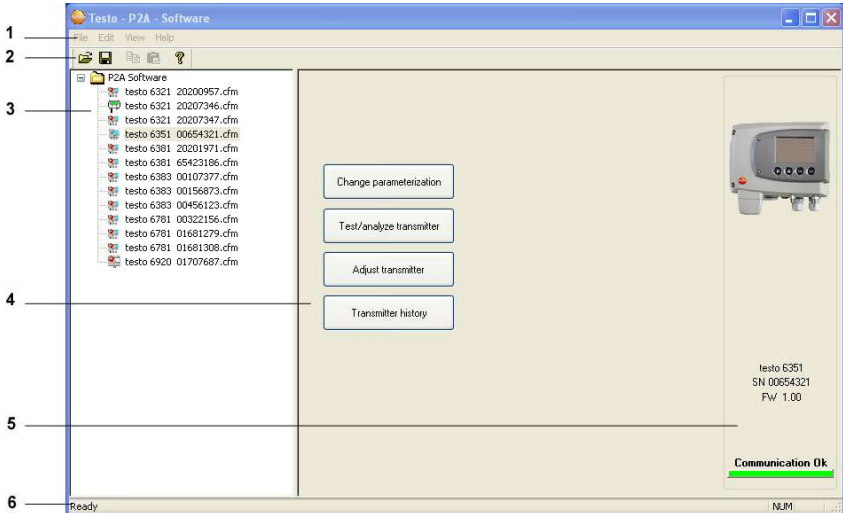 Testo - P2A - Software
1
File Edit View Help
2
P2A Software
testo 6321 20200957.cfm
3
testo 6321 20207346.cfm
testo 6321 20207347.cfm
testo 6351 00654321.cfm
testo 6381 20201971.cfm
testo 6381 65423186.cfm
testo 6383 00107377.cfm
testo 6383 00156873.cfm
testo 6383 00456123.cfm
testo 6781 00322156.cfm
testo 6781 01681279.cfm
testo 6781 01681308.cfm
testo 6920 01707687.cfm
Change parameterization
Test/analyze transmitter
Adjust transmitter
4
Transmitter history
testo 6351
SN 00654321
FW 1.00
5
Communication Ok
6
Ready
NUM